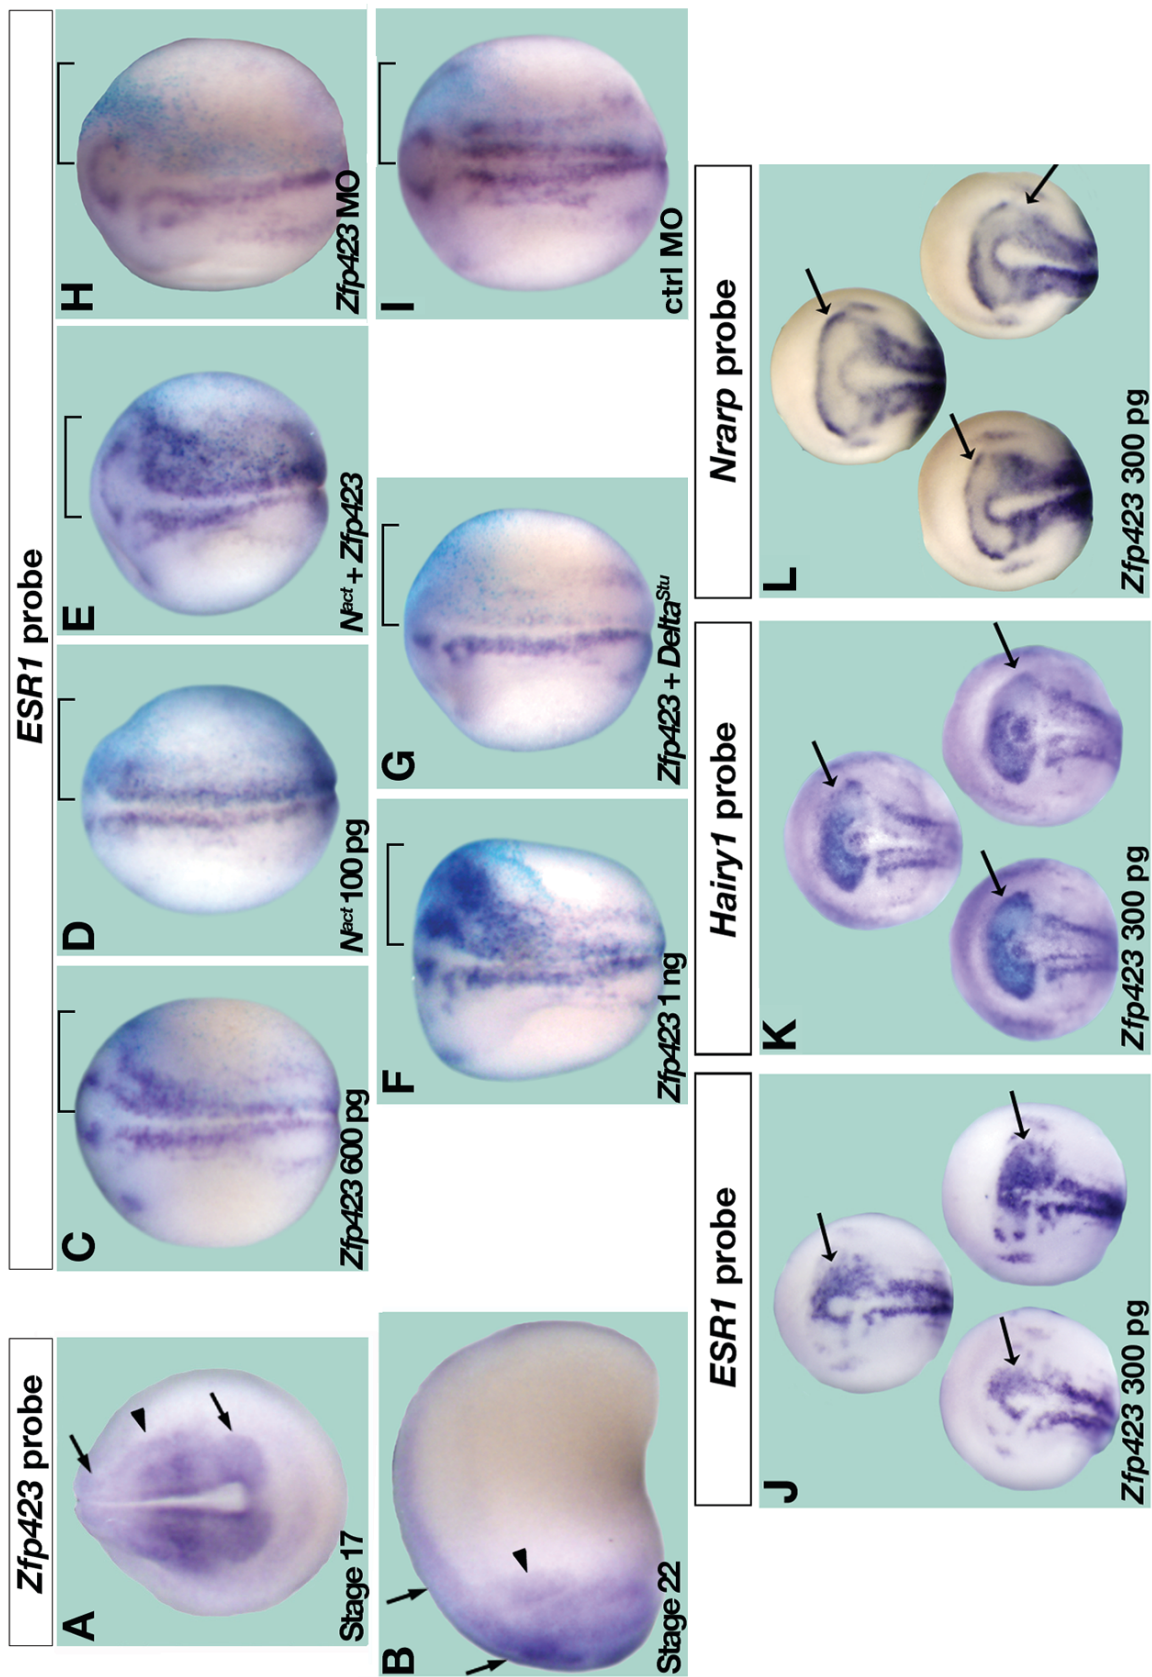 Zfp423 probe
A
Stage 17
B
Stage 22
ESR1 probe
C
Zfp423 600 pg
D
Nact 100 pg
E
Nact + Zfp423
H
Zfp423 MO
F
Zfp423 1 ng
G
Zfp423 + DeltaStu
I
ctrl MO
ESR1 probe
J
Zfp423 300 pg
Hairy1 probe
K
Zfp423 300 pg
Nrarp probe
L
Zfp423 300 pg